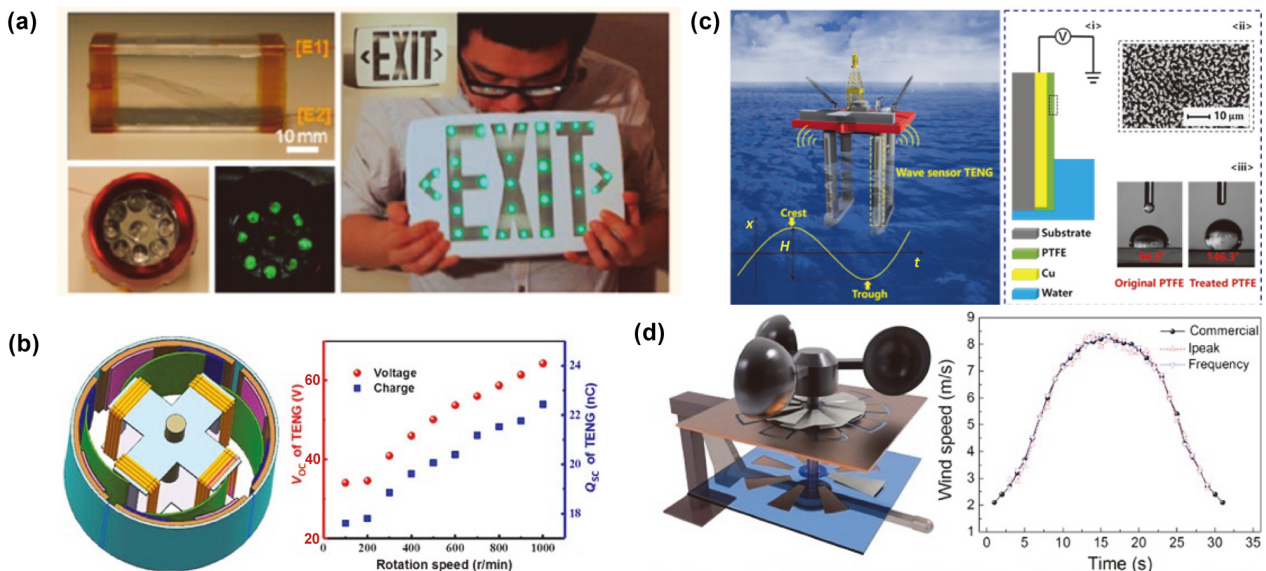 (a)
[E1]
[E2]
10 mm
EXIT
EXIT
(c)
Wave sensor TENG
x
Crest
H
t
Trough
<i>
V
Substrate
PTFE
Cu
Water
<ii>
10 μm
<iii>
146.3°
Original PTFE
Treated PTFE
(b)
V_OC of TENG (V)
60
40
20
Voltage
Charge
24
22
20
18
Q_SC of TENG (nC)
0
200
400
600
800
1000
Rotation speed (r/min)
(d)
Wind speed (m/s)
9
8
7
6
5
4
3
2
1
Commercial
Ipeak
Frequency
0
5
10
15
20
25
30
35
Time (s)